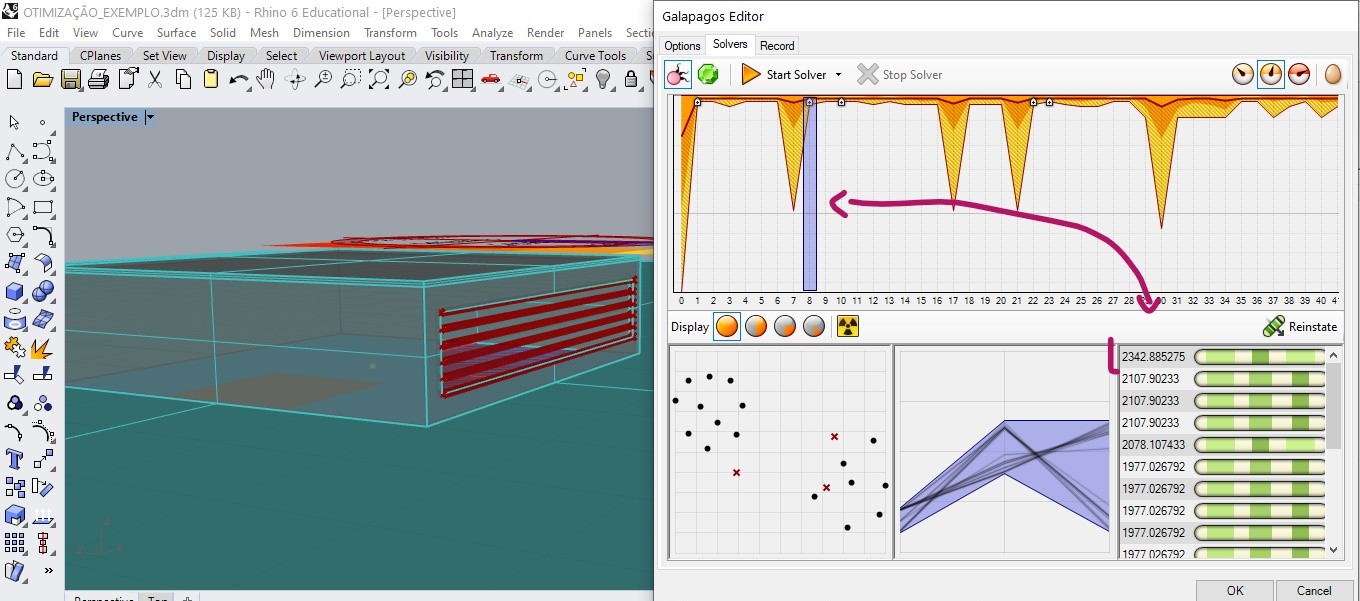 OTIMIZAÇÃO_EXEMPLO.3dm (125 KB) - Rhino 6 Educational - [Perspective]
File Edit View Curve Surface Solid Mesh Dimension Transform Tools Analyze Render Panels
Standard CPlanes Set View Display Select Viewport Layout Visibility Transform Curve Tools
Perspective
Perspective Top
Galapagos Editor
Options Solvers Record
Start Solver Stop Solver
0 1 2 3 4 5 6 7 8 9 10 11 12 13 14 15 16 17 18 19 20 21 22 23 24 25 26 27 28 31 32 33 34 35 36 37 38 39 40
Display Reinstate
2342.885275
2107.90233
2107.90233
2107.90233
2078.107433
1977.026792
1977.026792
1977.026792
1977.026792
1977.026792
OK Cancel